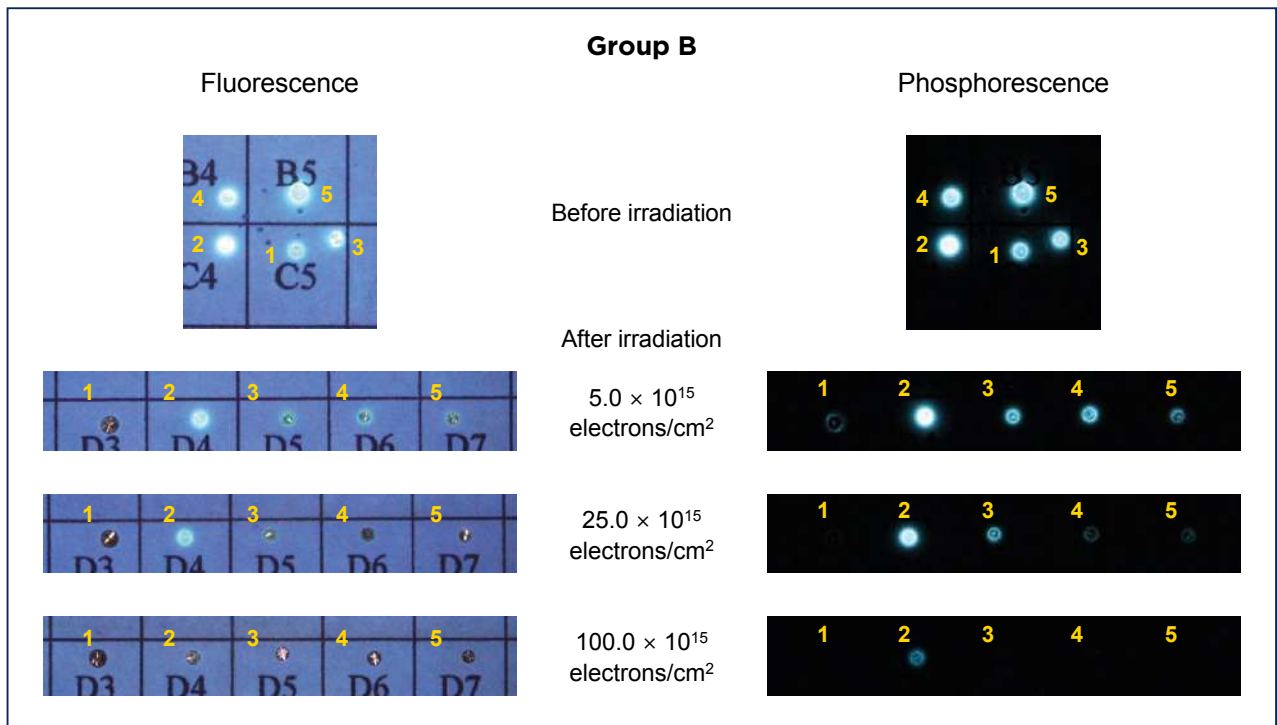 Group B
Fluorescence
Phosphorescence
B4 B5
4 5
2 1 3
C4 C5
Before irradiation
4 5
2 1 3
After irradiation
1 2 3 4 5
D3 D4 D5 D6 D7
5.0 × 10¹⁵
electrons/cm²
1 2 3 4 5
1 2 3 4 5
D3 D4 D5 D6 D7
25.0 × 10¹⁵
electrons/cm²
1 2 3 4 5
1 2 3 4 5
D3 D4 D5 D6 D7
100.0 × 10¹⁵
electrons/cm²
1 2 3 4 5